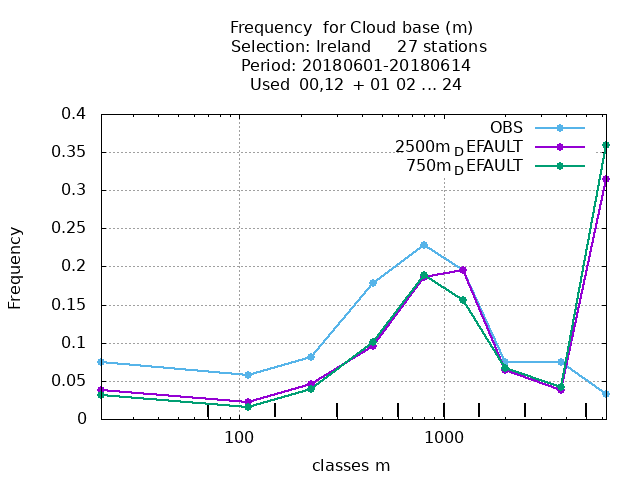 Frequency  for Cloud base (m)
Selection: Ireland     27 stations
Period: 20180601-20180614
Used  00,12  + 01 02 ... 24
0.4
0.35
0.3
0.25
0.2
0.15
0.1
0.05
0
Frequency
OBS
2500m_DEFAULT
750m_DEFAULT
100
1000
classes m